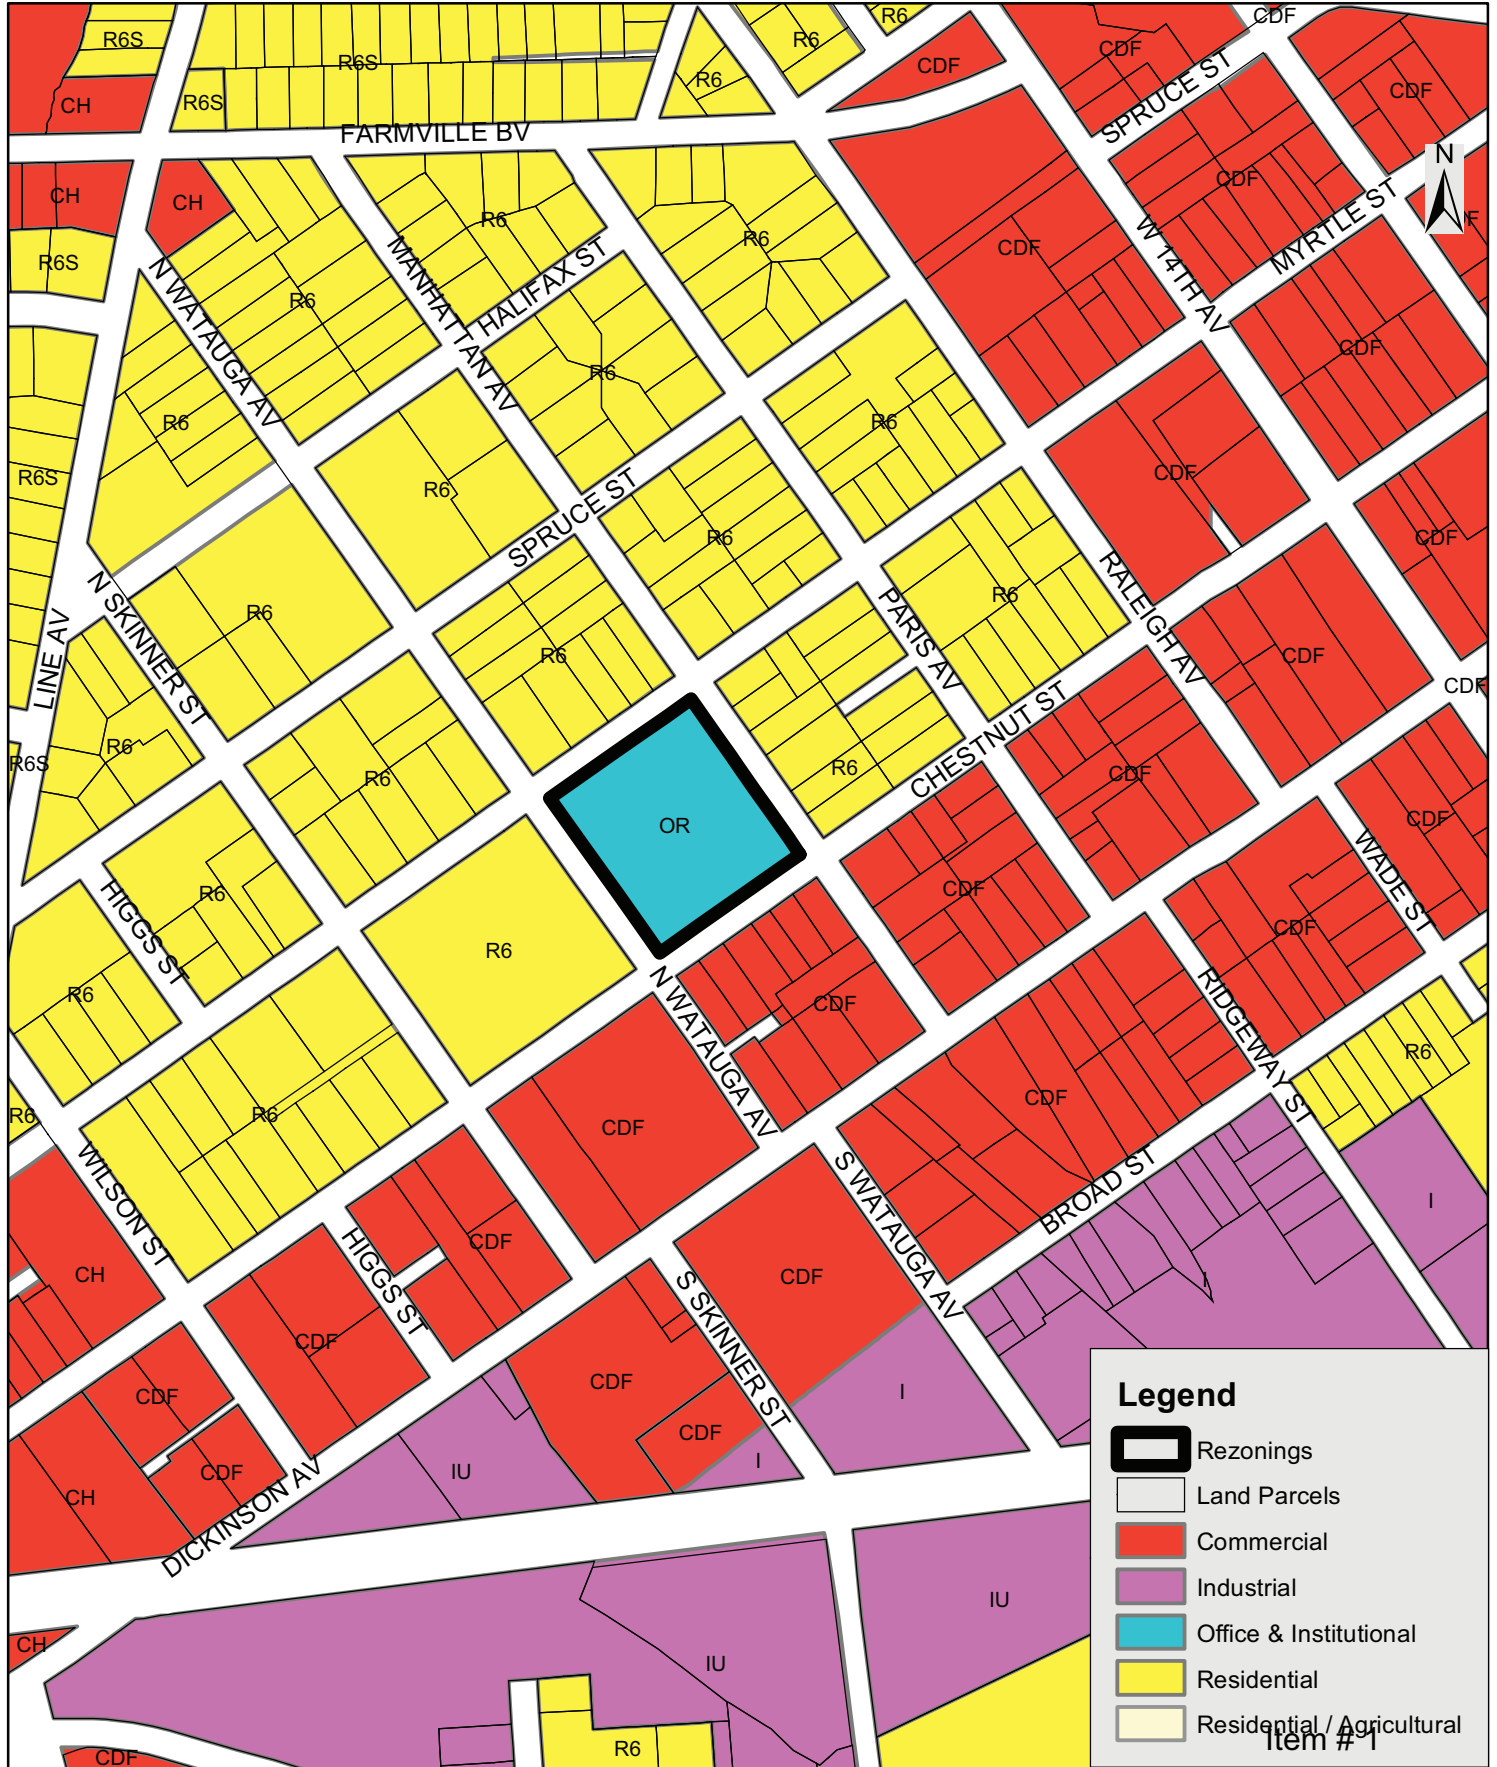 R6S
R6
CDF
R6
CDF
CDF
R6S
R6
CDF
SPRUCE ST
CDF
CH
R6S
FARMVILLE BV
N
CH
CH
R6
R6
CDF
MYRTLE ST
F
R6S
N WATAUGA AV
MANHATTAN AV
HALIFAX ST
CDF
W 14TH AV
R6
R6
CDF
R6
R6
R6S
R6
CDF
SPRUCE ST
R6
CDF
N SKINNER ST
R6
PARIS AV
R6
RALEIGH AV
LINE AV
R6
CDF
CDF
R6S
R6
R6
R6
CHESTNUT ST
CDF
OR
CDF
WADE ST
HIGGS ST
R6
CDF
CDF
R6
R6
N WATAUGA AV
CDF
RIDGEWAY ST
R6
R6
R6
CDF
CDF
WILSON ST
S WATAUGA AV
BROAD ST
I
CH
HIGGS ST
CDF
S SKINNER ST
CDF
I
CDF
CDF
CDF
I
CH
CDF
DICKINSON AV
IU
CDF
I
IU
CH
IU
CDF
R6
Legend
Rezonings
Land Parcels
Commercial
Industrial
Office & Institutional
Residential
Residential / Agricultural
Item # 1